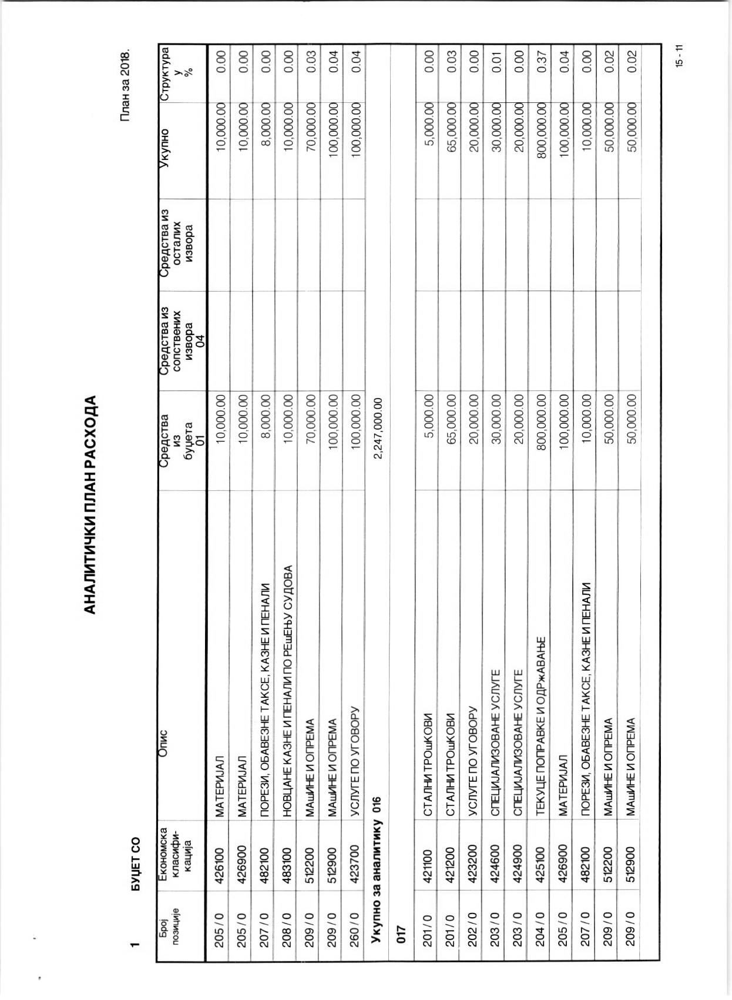 АНАЛИТИЧКИ ПЛАН РАСХОДА
План за 2018.
1 БУЏЕТ СО
Број позиције Економска класифи- кација Опис Средства из буџета 01 Средства из сопствених извора 04 Средства из осталих извора Укупно Структура у %
205 / 0 426100 МАТЕРИЈАЛ 10,000.00 10,000.00 0.00
205 / 0 426900 МАТЕРИЈАЛ 10,000.00 10,000.00 0.00
207 / 0 482100 ПОРЕЗИ, ОБАВЕЗНЕ ТАКСЕ, КАЗНЕ И ПЕНАЛИ 8,000.00 8,000.00 0.00
208 / 0 483100 НОВЦАНЕ КАЗНЕ И ПЕНАЛИ ПО РЕшЕЊУ СУДОВА 10,000.00 10,000.00 0.00
209 / 0 512200 МАшИНЕ И ОПРЕМА 70,000.00 70,000.00 0.03
209 / 0 512900 МАшИНЕ И ОПРЕМА 100,000.00 100,000.00 0.04
260 / 0 423700 УСЛУГЕ ПО УГОВОРУ 100,000.00 100,000.00 0.04
Укупно за аналитику 016 2,247,000.00
017
201 / 0 421100 СТАЛНИ ТРОшКОВИ 5,000.00 5,000.00 0.00
201 / 0 421200 СТАЛНИ ТРОшКОВИ 65,000.00 65,000.00 0.03
202 / 0 423200 УСЛУГЕ ПО УГОВОРУ 20,000.00 20,000.00 0.00
203 / 0 424600 СПЕЦИЈАЛИЗОВАНЕ УСЛУГЕ 30,000.00 30,000.00 0.01
203 / 0 424900 СПЕЦИЈАЛИЗОВАНЕ УСЛУГЕ 20,000.00 20,000.00 0.00
204 / 0 425100 ТЕКУЦЕ ПОПРАВКЕ И ОДРжАВАЊЕ 800,000.00 800,000.00 0.37
205 / 0 426900 МАТЕРИЈАЛ 100,000.00 100,000.00 0.04
207 / 0 482100 ПОРЕЗИ, ОБАВЕЗНЕ ТАКСЕ, КАЗНЕ И ПЕНАЛИ 10,000.00 10,000.00 0.00
209 / 0 512200 МАшИНЕ И ОПРЕМА 50,000.00 50,000.00 0.02
209 / 0 512900 МАшИНЕ И ОПРЕМА 50,000.00 50,000.00 0.02
15 - 11